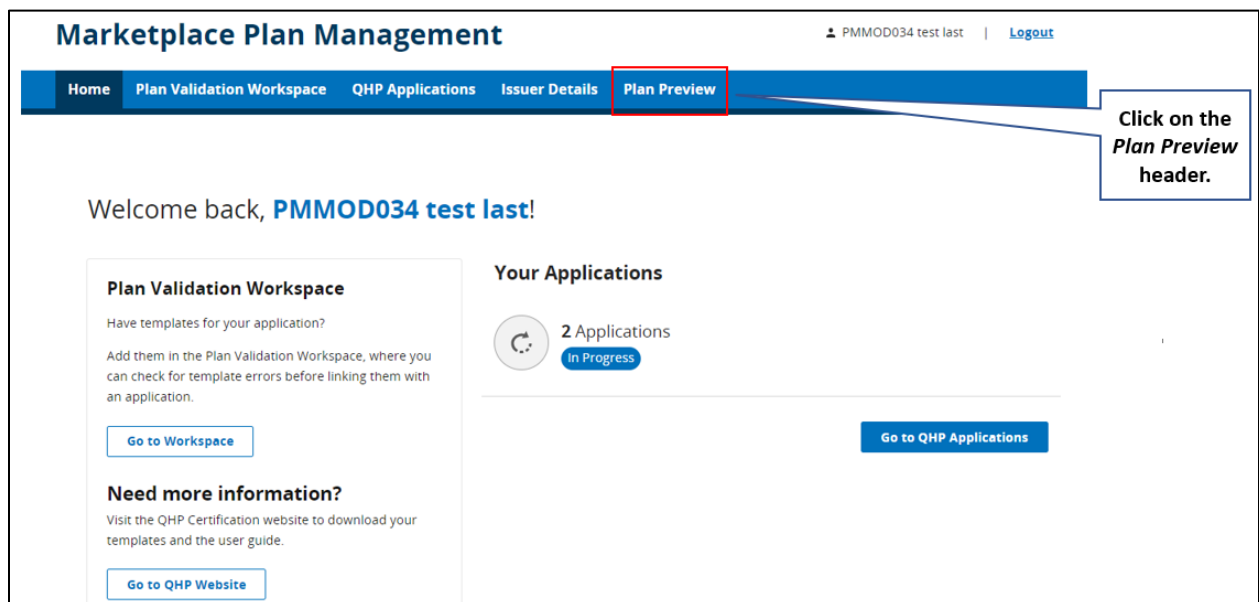 Marketplace Plan Management
PMMOD034 test last | Logout
Home Plan Validation Workspace QHP Applications Issuer Details Plan Preview
Click on the
Plan Preview
header.
Welcome back, PMMOD034 test last!
Plan Validation Workspace
Have templates for your application?
Add them in the Plan Validation Workspace, where you
can check for template errors before linking them with
an application.
Go to Workspace
Need more information?
Visit the QHP Certification website to download your
templates and the user guide.
Go to QHP Website
Your Applications
2 Applications
In Progress
Go to QHP Applications